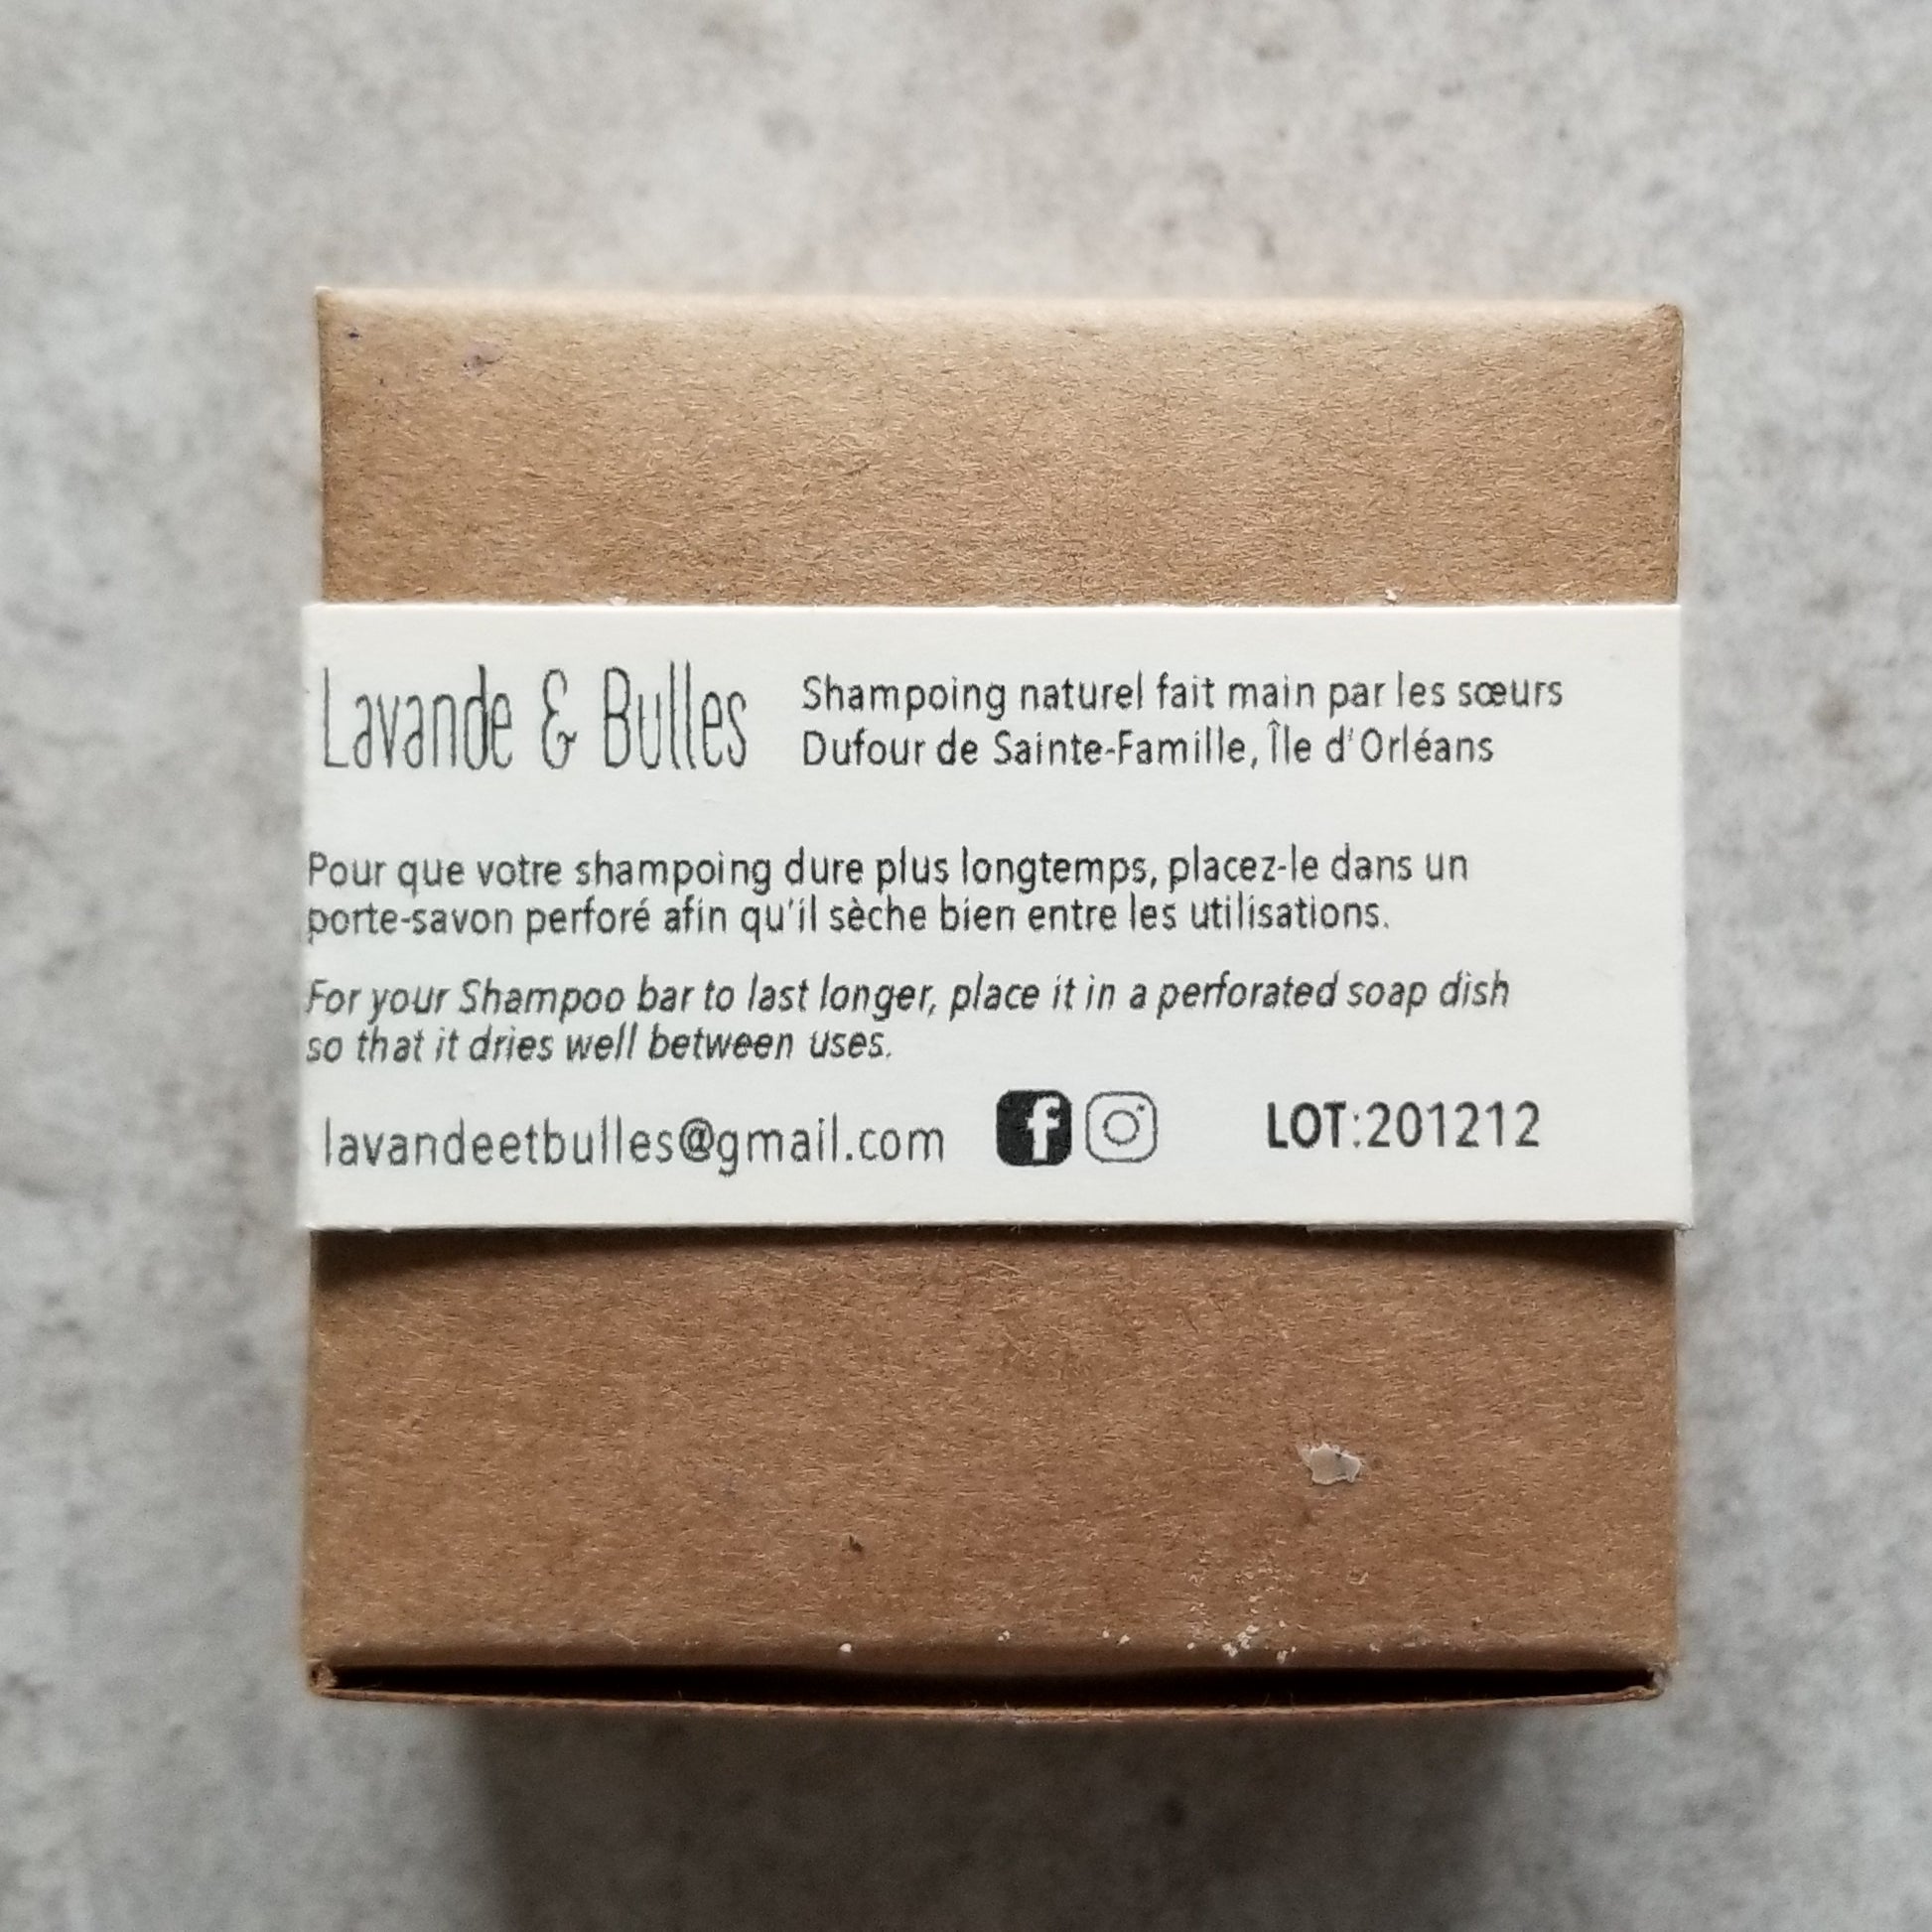 Lavande & Bulles
Shampoing naturel fait main par les sœurs
Dufour de Sainte-Famille, Île d'Orléans
Pour que votre shampoing dure plus longtemps, placez-le dans un
porte-savon perforé afin qu'il sèche bien entre les utilisations.
For your Shampoo bar to last longer, place it in a perforated soap dish
so that it dries well between uses.
lavandeetbulles@gmail.com
LOT:201212